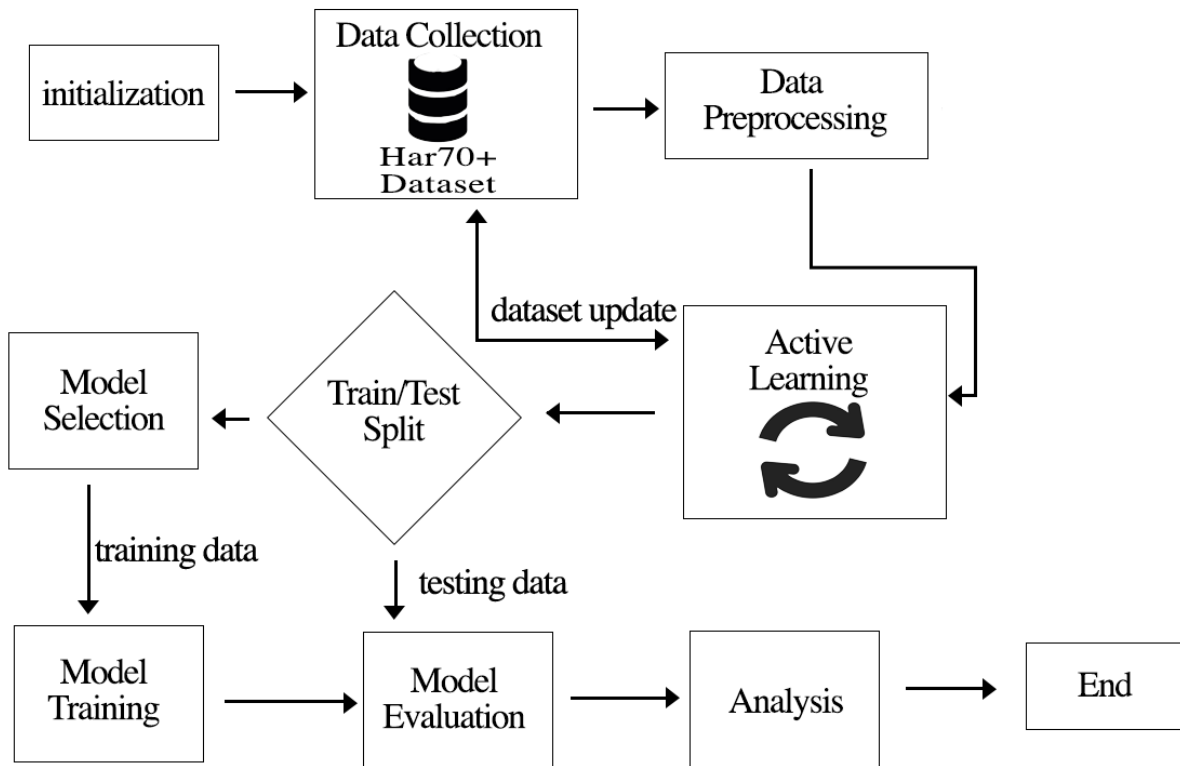 initialization
Data Collection
Har70+
Dataset
Data
Preprocessing
dataset update
Active
Learning
Train/Test
Split
Model
Selection
training data
testing data
Model
Training
Model
Evaluation
Analysis
End